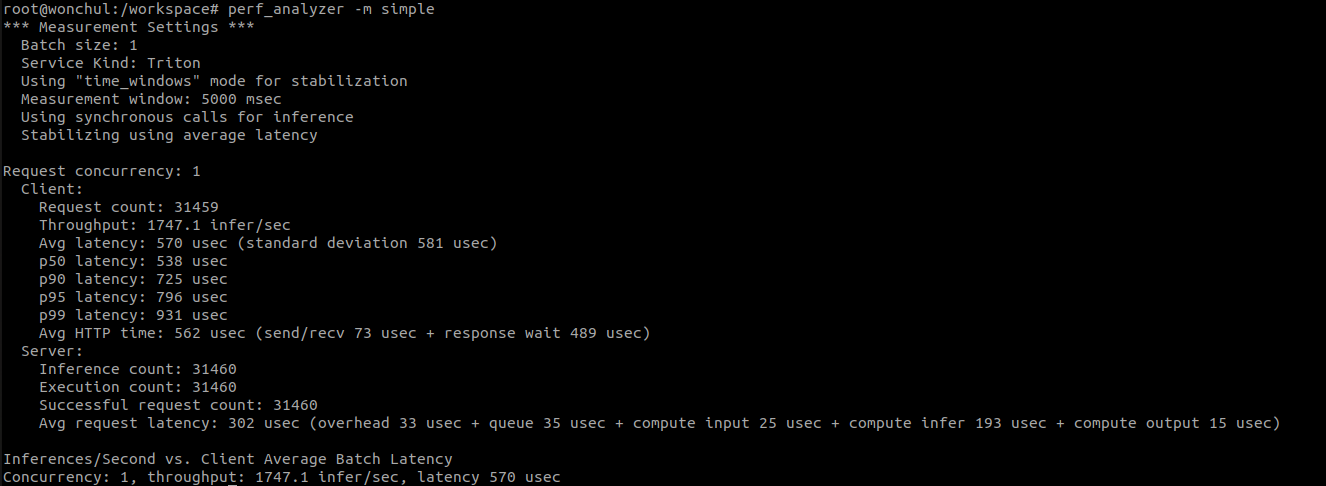 root@wonchul:/workspace# perf_analyzer -m simple
*** Measurement Settings ***
  Batch size: 1
  Service Kind: Triton
  Using "time_windows" mode for stabilization
  Measurement window: 5000 msec
  Using synchronous calls for inference
  Stabilizing using average latency

Request concurrency: 1
  Client:
    Request count: 31459
    Throughput: 1747.1 infer/sec
    Avg latency: 570 usec (standard deviation 581 usec)
    p50 latency: 538 usec
    p90 latency: 725 usec
    p95 latency: 796 usec
    p99 latency: 931 usec
    Avg HTTP time: 562 usec (send/recv 73 usec + response wait 489 usec)
  Server:
    Inference count: 31460
    Execution count: 31460
    Successful request count: 31460
    Avg request latency: 302 usec (overhead 33 usec + queue 35 usec + compute input 25 usec + compute infer 193 usec + compute output 15 usec)

Inferences/Second vs. Client Average Batch Latency
Concurrency: 1, throughput: 1747.1 infer/sec, latency 570 usec